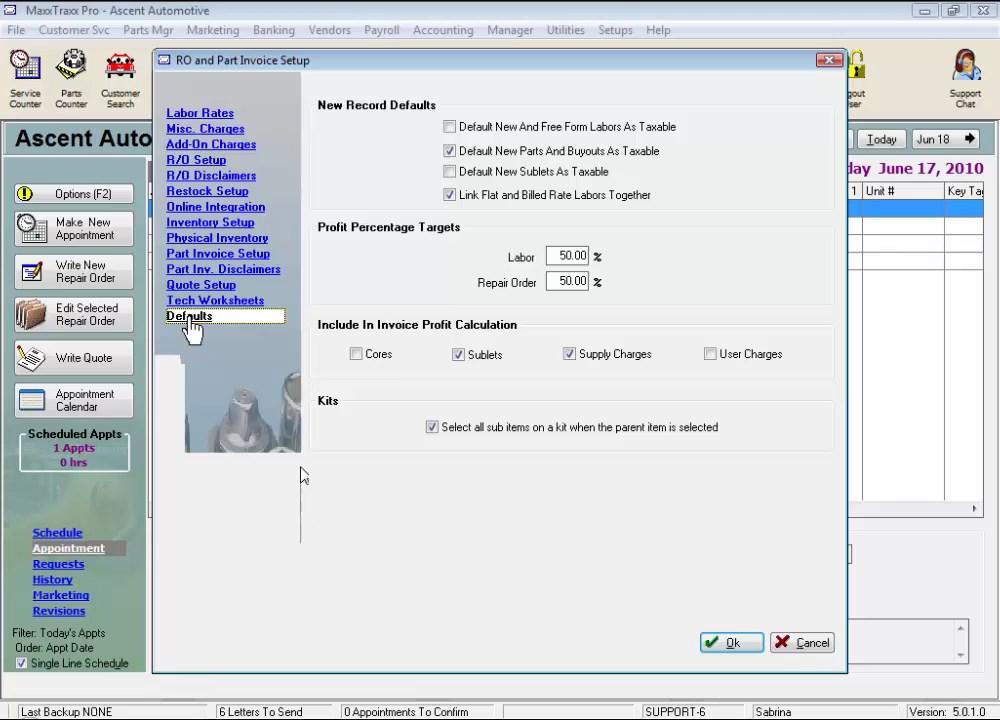 MaxxTraxx Pro - Ascent Automotive
File Customer Svc Parts Mgr Marketing Banking Vendors Payroll Accounting Manager Utilities Setups Help
Service Counter
Parts Counter
Customer Search
Support Chat
Ascent Auto
Today
Jun 18
June 17, 2010
1 Unit #
Options (F2)
Make New Appointment
Write New Repair Order
Edit Selected Repair Order
Write Quote
Appointment Calendar
Scheduled Appts
1 Appts
0 hrs
Schedule
Appointment
Requests
History
Marketing
Revisions
Filter: Today's Appts
Order: Appt Date
Single Line Schedule
RO and Part Invoice Setup
Labor Rates
Misc. Charges
Add-On Charges
R/O Setup
R/O Disclaimers
Restock Setup
Online Integration
Inventory Setup
Physical Inventory
Part Invoice Setup
Part Inv. Disclaimers
Quote Setup
Tech Worksheets
Defaults
New Record Defaults
Default New And Free Form Labors As Taxable
Default New Parts And Buyouts As Taxable
Default New Sublets As Taxable
Link Flat and Billed Rate Labors Together
Profit Percentage Targets
Labor 50.00 %
Repair Order 50.00 %
Include In Invoice Profit Calculation
Cores Sublets Supply Charges User Charges
Kits
Select all sub items on a kit when the parent item is selected
Ok Cancel
Last Backup NONE 6 Letters To Send 0 Appointments To Confirm SUPPORT-6 Sabrina Version: 5.0.1.0